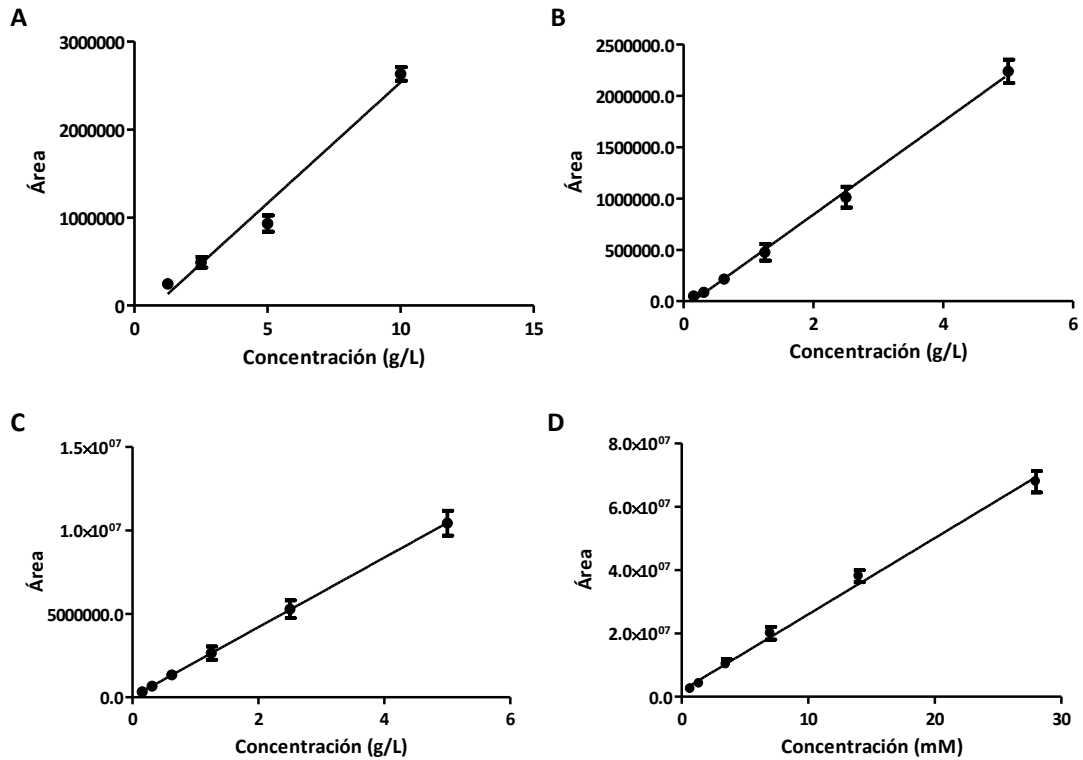 A
3000000
2000000
1000000
0
Área
0 5 10 15
Concentración (g/L)
B
2500000.0
2000000.0
1500000.0
1000000.0
500000.0
0.0
Área
0 2 4 6
Concentración (g/L)
C
1.5×10⁰⁷
1.0×10⁰⁷
5000000.0
0.0
Área
0 2 4 6
Concentración (g/L)
D
8.0×10⁰⁷
6.0×10⁰⁷
4.0×10⁰⁷
2.0×10⁰⁷
0.0
Área
0 10 20 30
Concentración (mM)